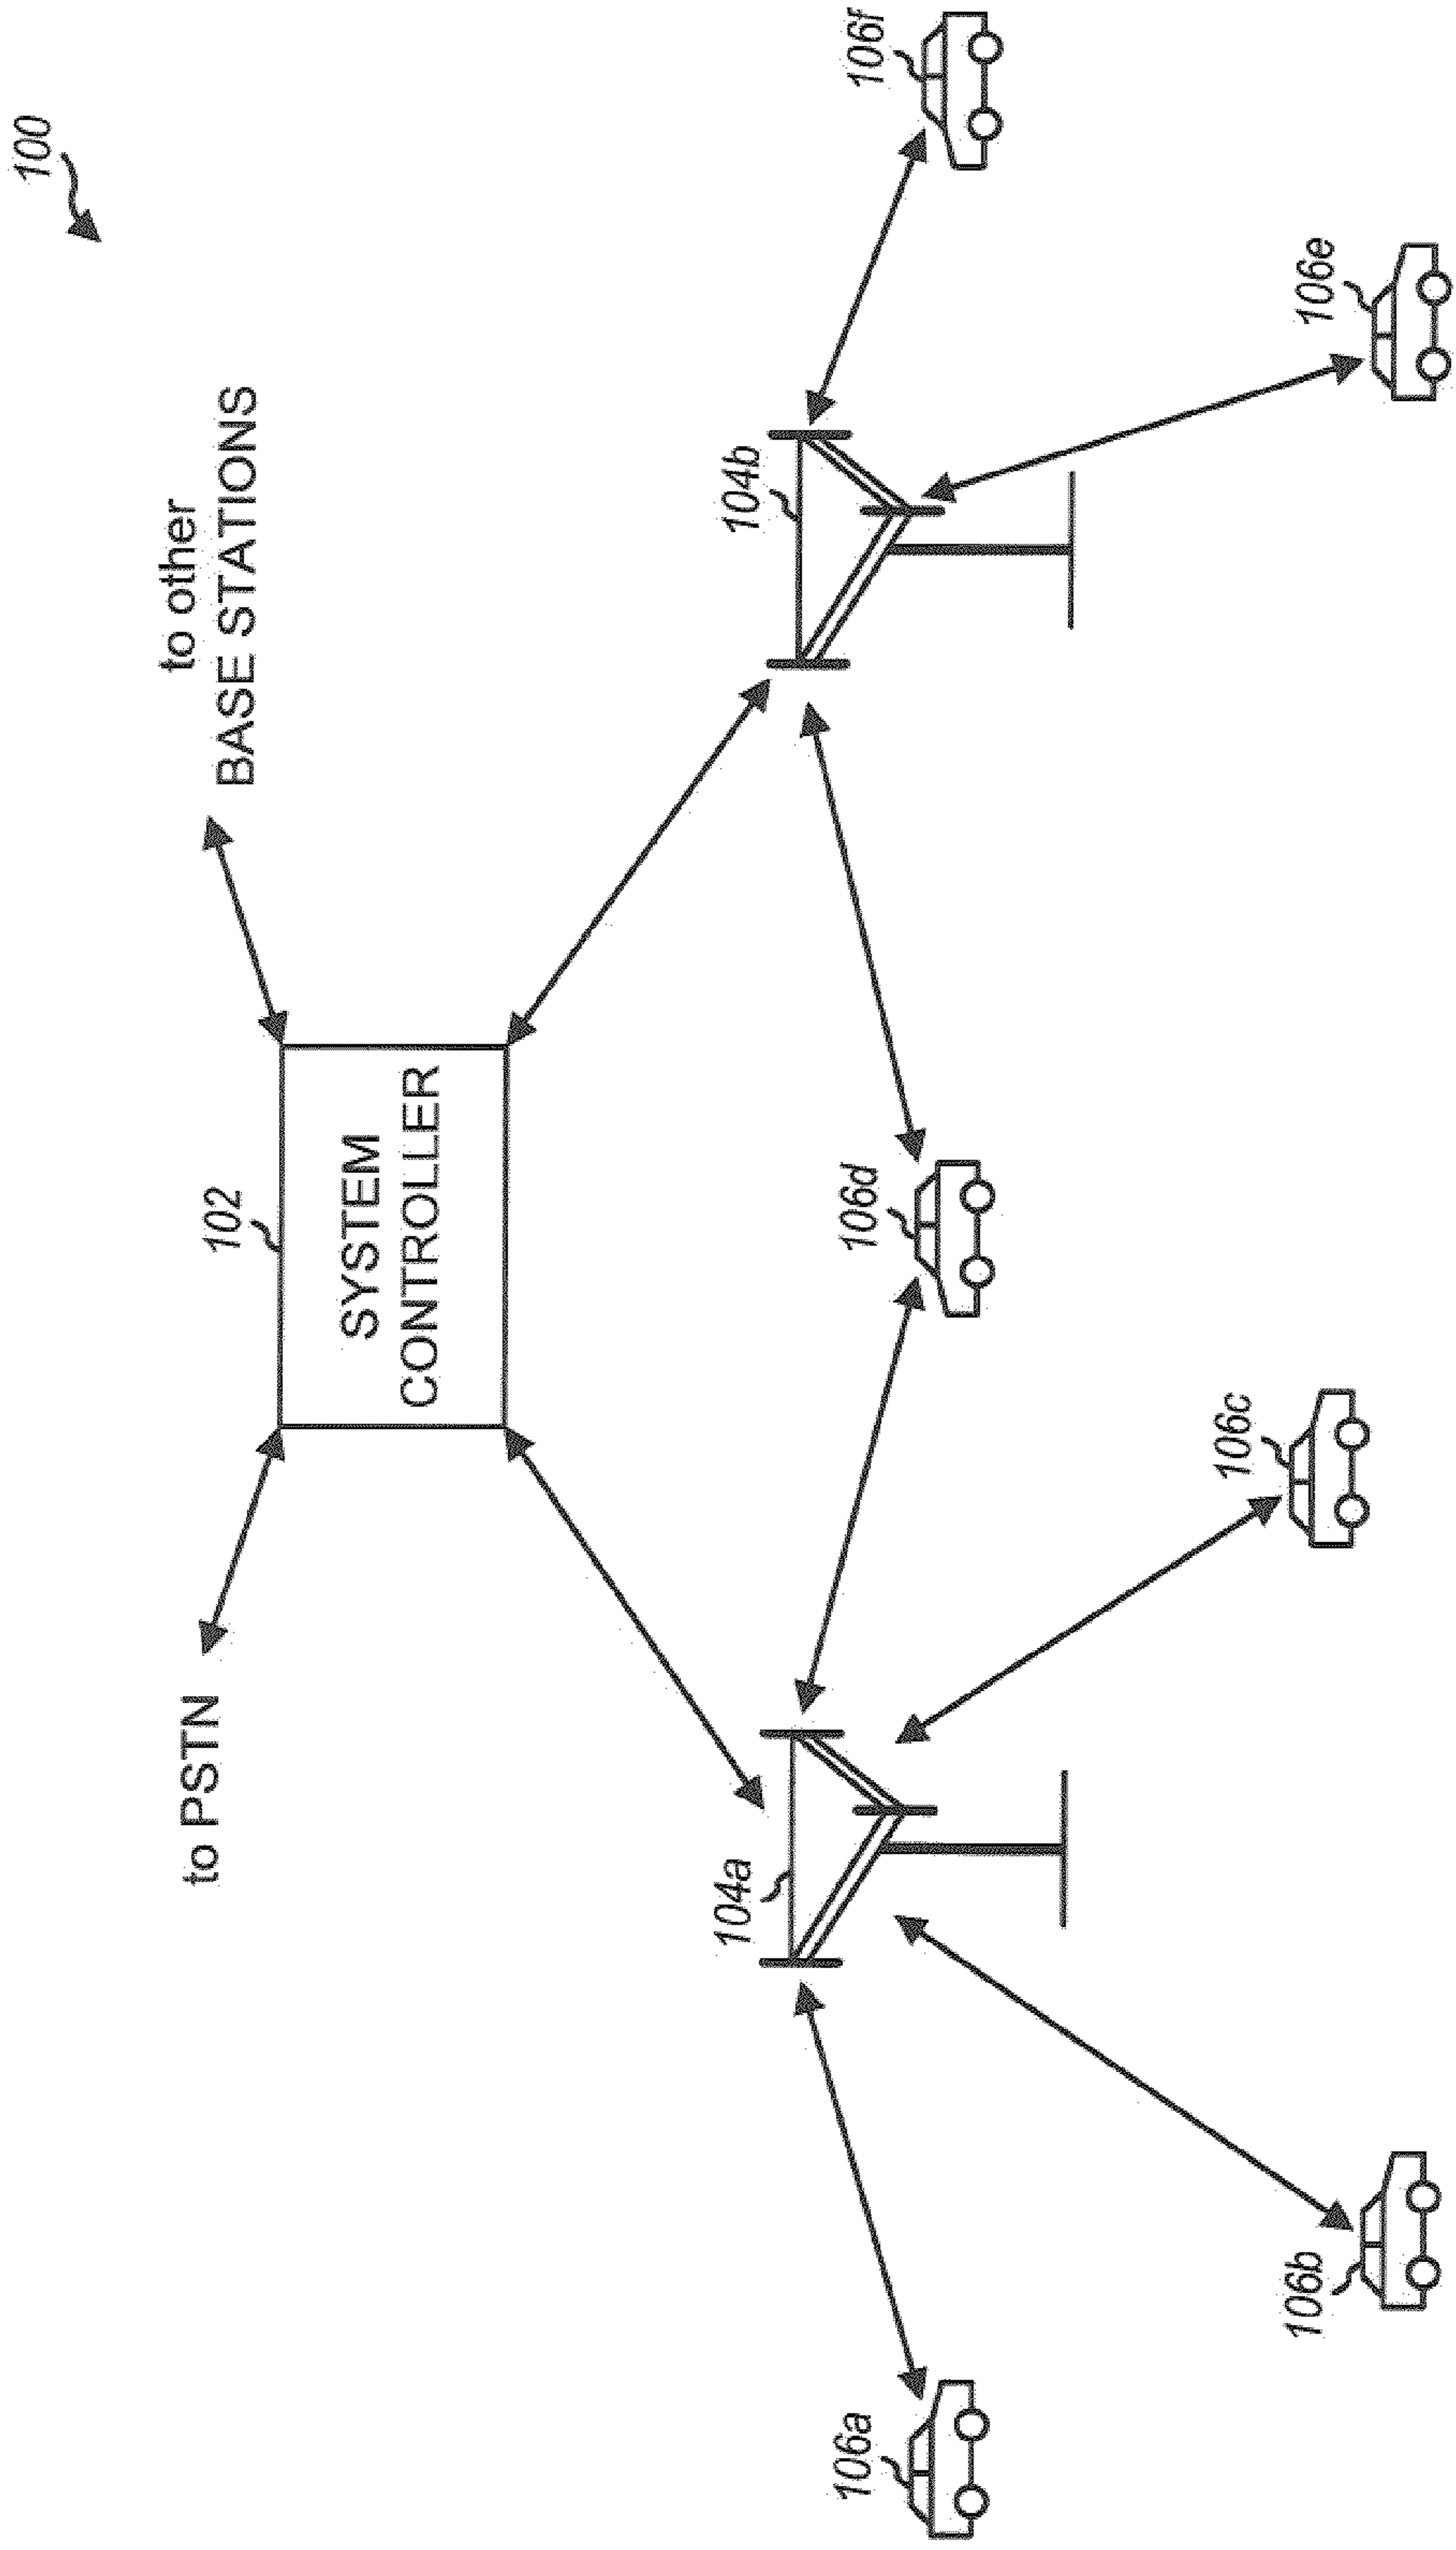 100
to other
BASE STATIONS
to PSTN
102
SYSTEM
CONTROLLER
104a
104b
106a
106b
106c
106d
106e
106f